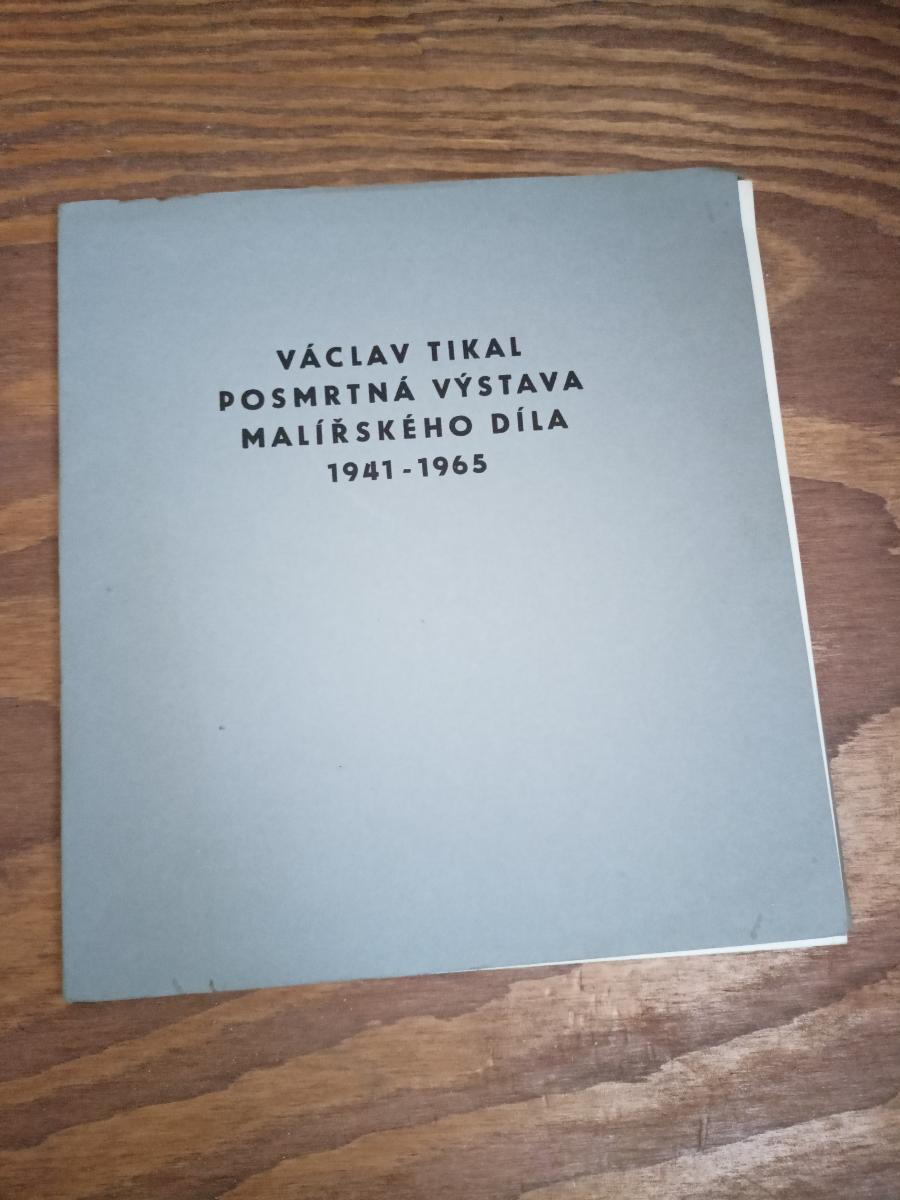 VÁCLAV TIKAL
POSMRTNÁ VÝSTAVA
MALÍŘSKÉHO DÍLA
1941 - 1965